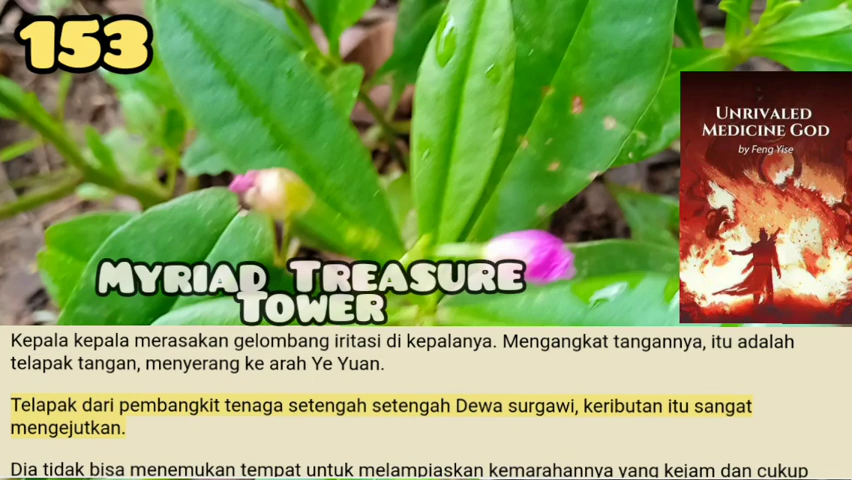 153
UNRIVALED
MEDICINE GOD
by Feng Yise
MYRIAD TREASURE
TOWER
Kepala kepala merasakan gelombang iritasi di kepalanya. Mengangkat tangannya, itu adalah
telapak tangan, menyerang ke arah Ye Yuan.
Telapak dari pembangkit tenaga setengah setengah Dewa surgawi, keributan itu sangat
mengejutkan.
Dia tidak bisa menemukan tempat untuk melampiaskan kemarahannya yang kejam dan cukup